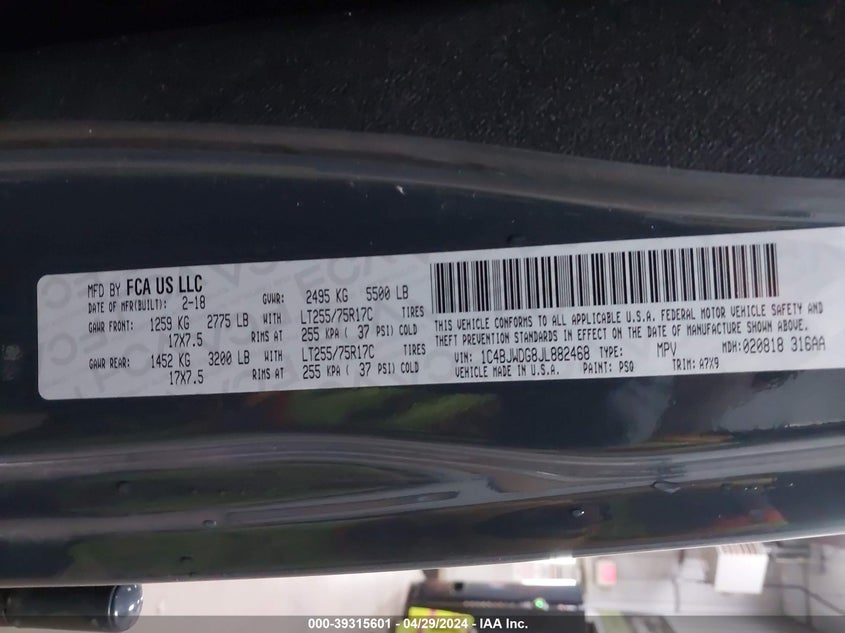 MFD BY FCA US LLC
DATE OF MFR(BUILT): 2-18 GVWR: 2495 KG 5500 LB
GAWR FRONT: 1259 KG 2775 LB WITH LT255/75R17C TIRES
17X7.5 RIMS AT 255 KPA ( 37 PSI) COLD
GAWR REAR: 1452 KG 3200 LB WITH LT255/75R17C TIRES
17X7.5 RIMS AT 255 KPA ( 37 PSI) COLD
THIS VEHICLE CONFORMS TO ALL APPLICABLE U.S.A. FEDERAL MOTOR VEHICLE SAFETY AND
THEFT PREVENTION STANDARDS IN EFFECT ON THE DATE OF MANUFACTURE SHOWN ABOVE.
VIN: 1C4BJWDG8JL882468 TYPE: MPV MDH: 020818 316AA
VEHICLE MADE IN U.S.A. PAINT: PSQ TRIM: A7X9
000-39315601 / 04/29/2024 - IAA Inc.